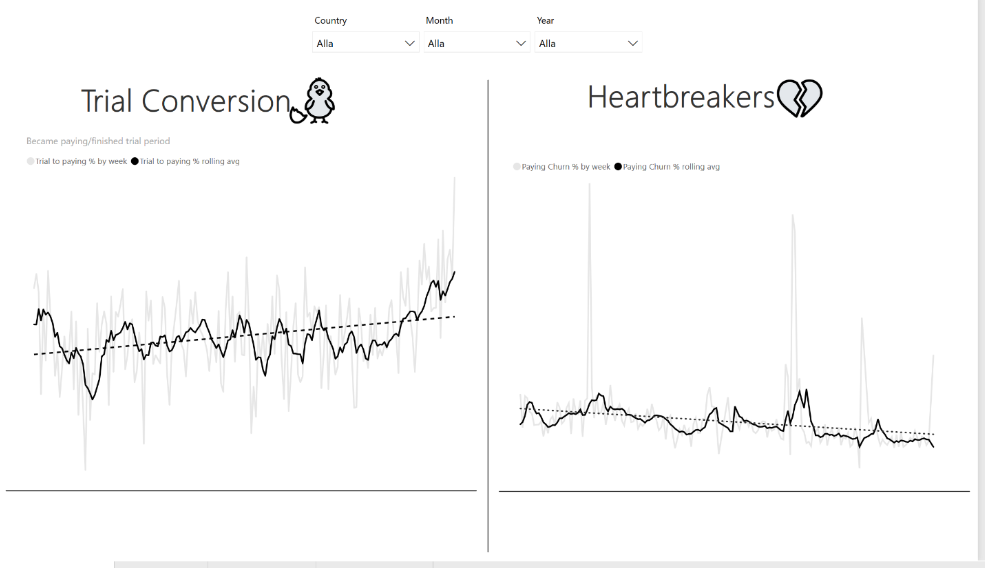 Country Month Year
Alla Alla Alla
Trial Conversion
Became paying/finished trial period
Trial to paying % by week Trial to paying % rolling avg
Heartbreakers
Paying Churn % by week Paying Churn % rolling avg